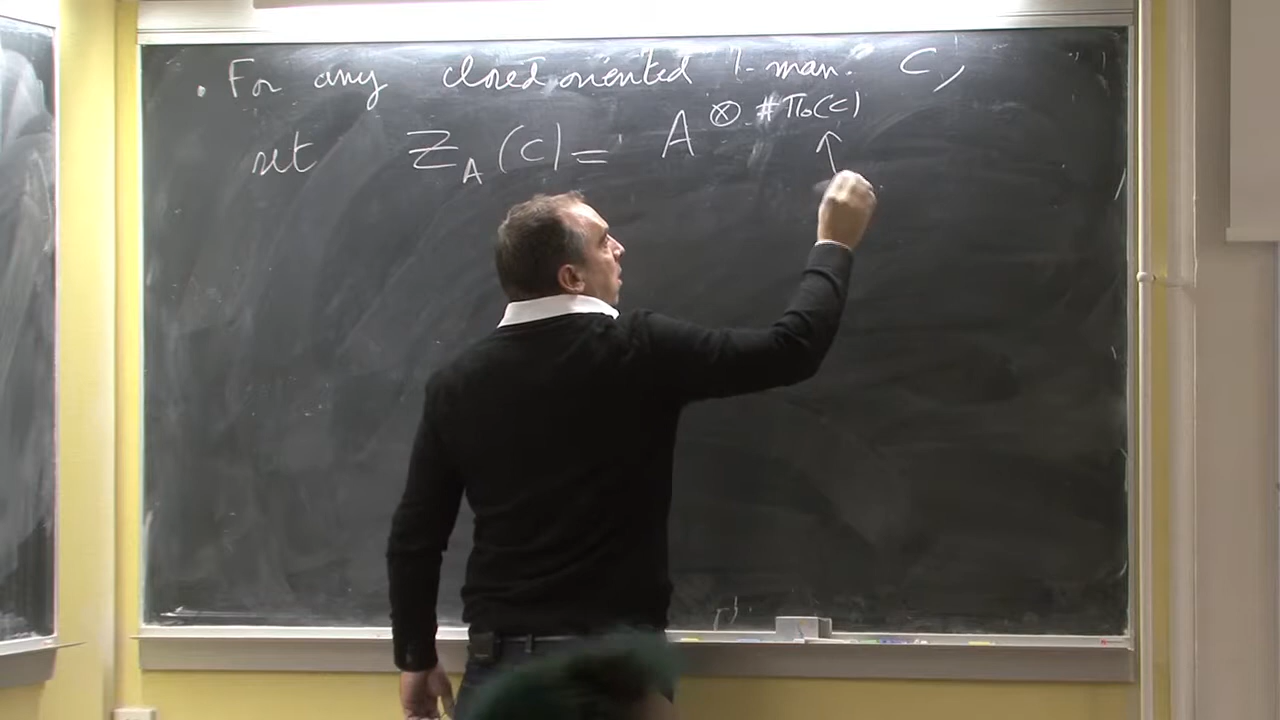 . For any closed oriented 1-man. C,
set Z_A(C) = A^{⊗ #Π₀(C)}
↑